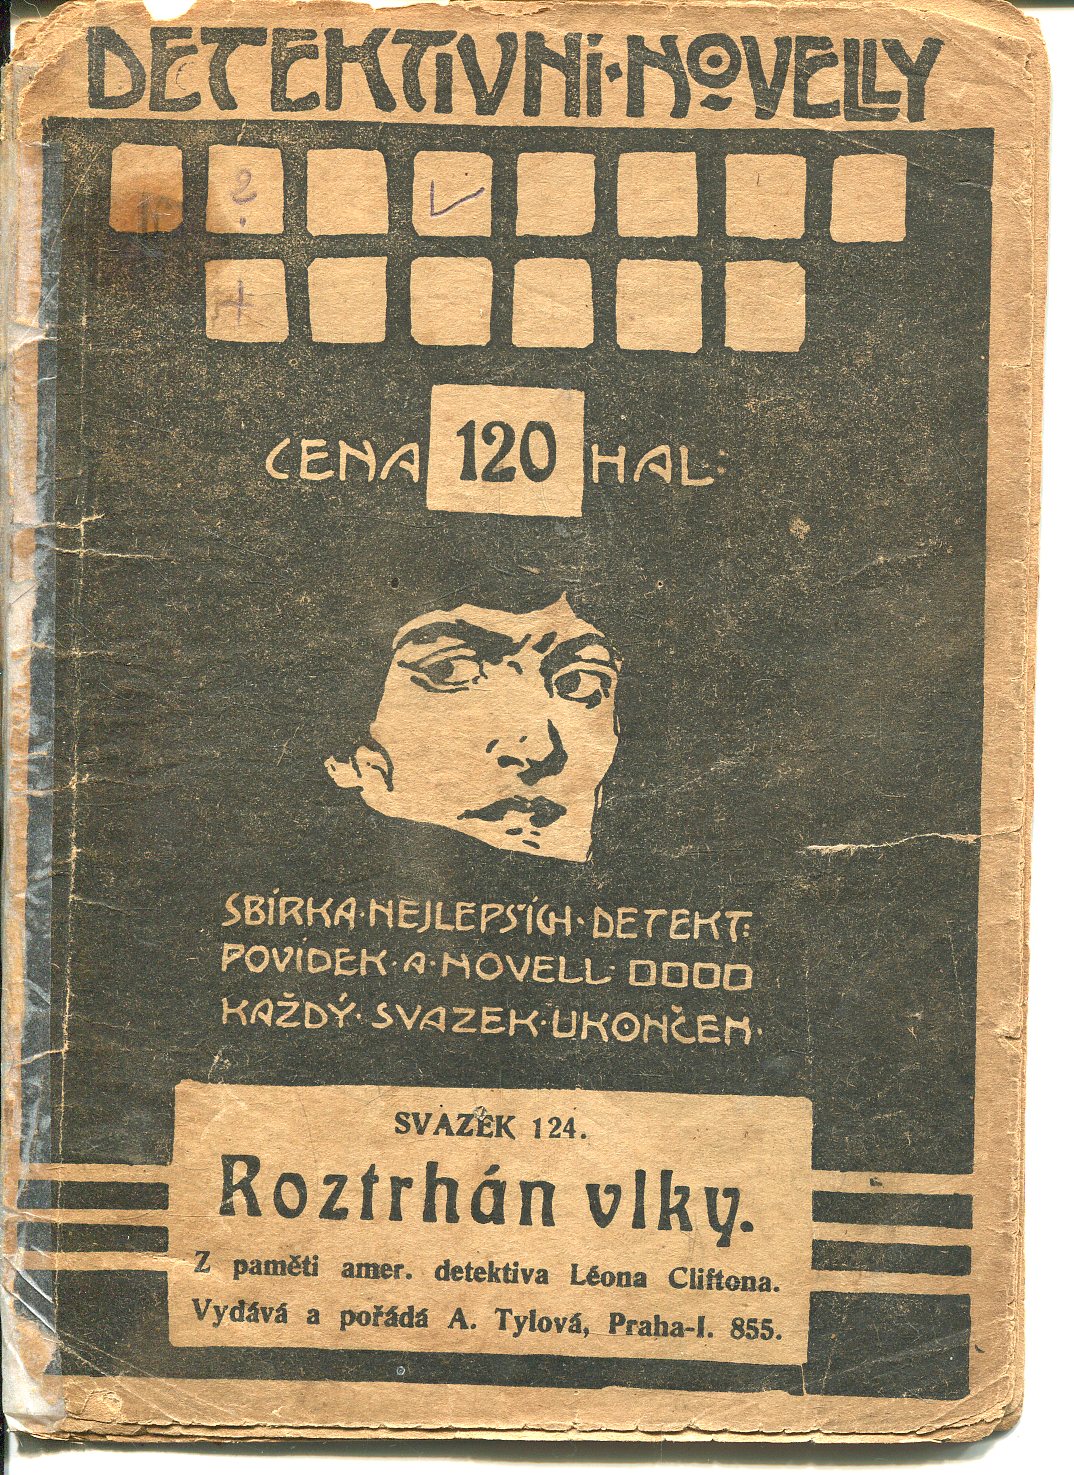 DETEKTIVNÍ·NOVELLY
2
+
CENA 120 HAL:
SBÍRKA·NEJLEPŠÍCH·DETEKT:
POVÍDEK·A·NOVELL:
KAŽDÝ·SVAZEK·UKONČEN·
SVAZEK 124.
Roztrhán vlky.
Z paměti amer. detektiva Léona Cliftona.
Vydává a pořádá A. Tylová, Praha-I. 855.